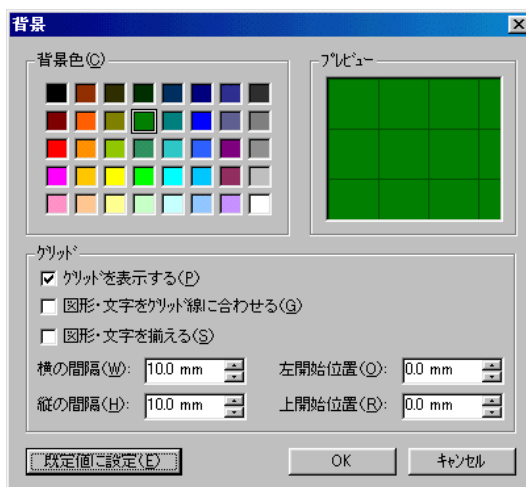 背景
背景色(C)
ﾌﾟﾚﾋﾞｭｰ
ｸﾞﾘｯﾄﾞ
ｸﾞﾘｯﾄﾞを表示する(P)
図形・文字をｸﾞﾘｯﾄﾞ線に合わせる(G)
図形・文字を揃える(S)
横の間隔(W): 10.0 mm 左開始位置(O): 0.0 mm
縦の間隔(H): 10.0 mm 上開始位置(R): 0.0 mm
既定値に設定(E) OK ｷｬﾝｾﾙ